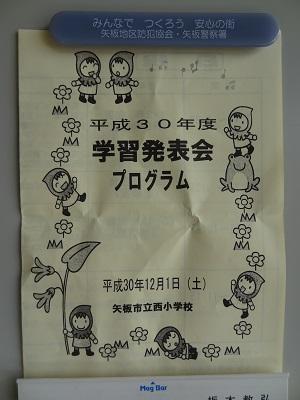 みんなで つくろう 安心の街
矢板地区防犯協会・矢板警察署
平成30年度
学習発表会
プログラム
平成30年12月1日（土）
矢板市立西小学校
Mag Bar